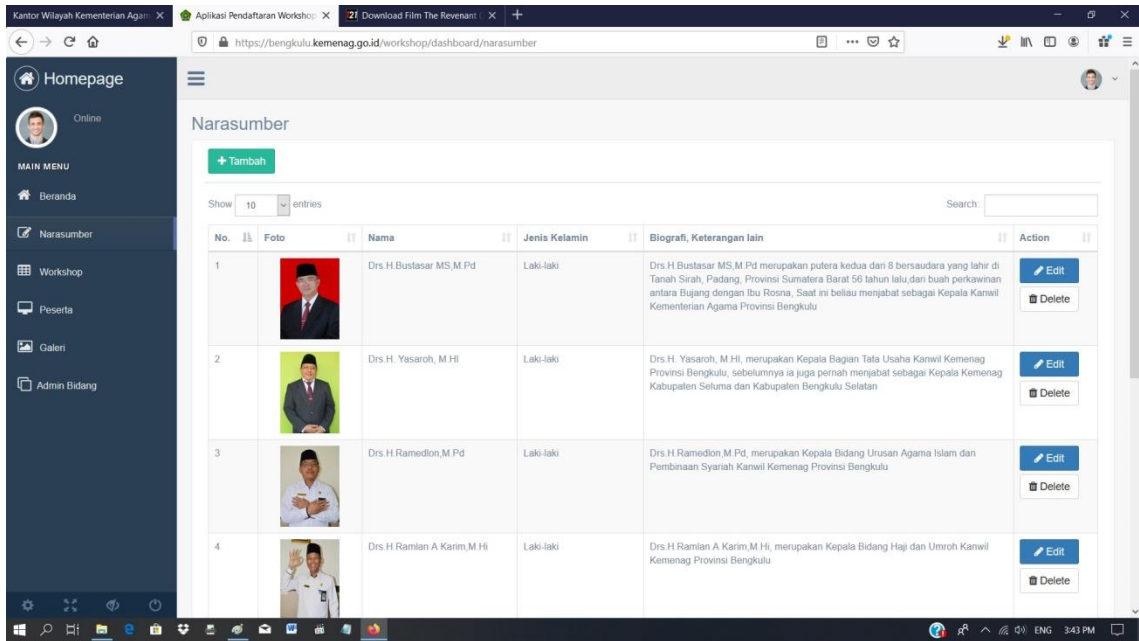 Kantor Wilayah Kementerian Agam
Aplikasi Pendaftaran Workshop
Download Film The Revenant (
https://bengkulu.kemenag.go.id/workshop/dashboard/narasumber
Homepage
Online
MAIN MENU
Beranda
Narasumber
Workshop
Peserta
Galeri
Admin Bidang
Narasumber
+ Tambah
Show 10 entries
Search:
No. Foto Nama Jenis Kelamin Biografi, Keterangan lain Action
1 Drs.H.Bustasar MS,M.Pd Laki-laki
Drs.H.Bustasar MS,M.Pd merupakan putera kedua dari 8 bersaudara yang lahir di
Tanah Sirah, Padang, Provinsi Sumatera Barat 56 tahun lalu,dari buah perkawinan
antara Bujang dengan Ibu Rosna, Saat ini beliau menjabat sebagai Kepala Kanwil
Kementerian Agama Provinsi Bengkulu
Edit
Delete
2 Drs.H. Yasaroh, M.HI Laki-laki
Drs.H. Yasaroh, M.HI, merupakan Kepala Bagian Tata Usaha Kanwil Kemenag
Provinsi Bengkulu, sebelumnya ia juga pernah menjabat sebagai Kepala Kemenag
Kabupaten Seluma dan Kabupaten Bengkulu Selatan
Edit
Delete
3 Drs.H.Ramedlon,M.Pd Laki-laki
Drs.H.Ramedlon,M.Pd, merupakan Kepala Bidang Urusan Agama Islam dan
Pembinaan Syariah Kanwil Kemenag Provinsi Bengkulu
Edit
Delete
4 Drs.H.Ramlan A Karim,M.Hi Laki-laki
Drs.H.Ramlan A Karim,M.Hi, merupakan Kepala Bidang Haji dan Umroh Kanwil
Kemenag Provinsi Bengkulu
Edit
Delete
ENG 3:43 PM